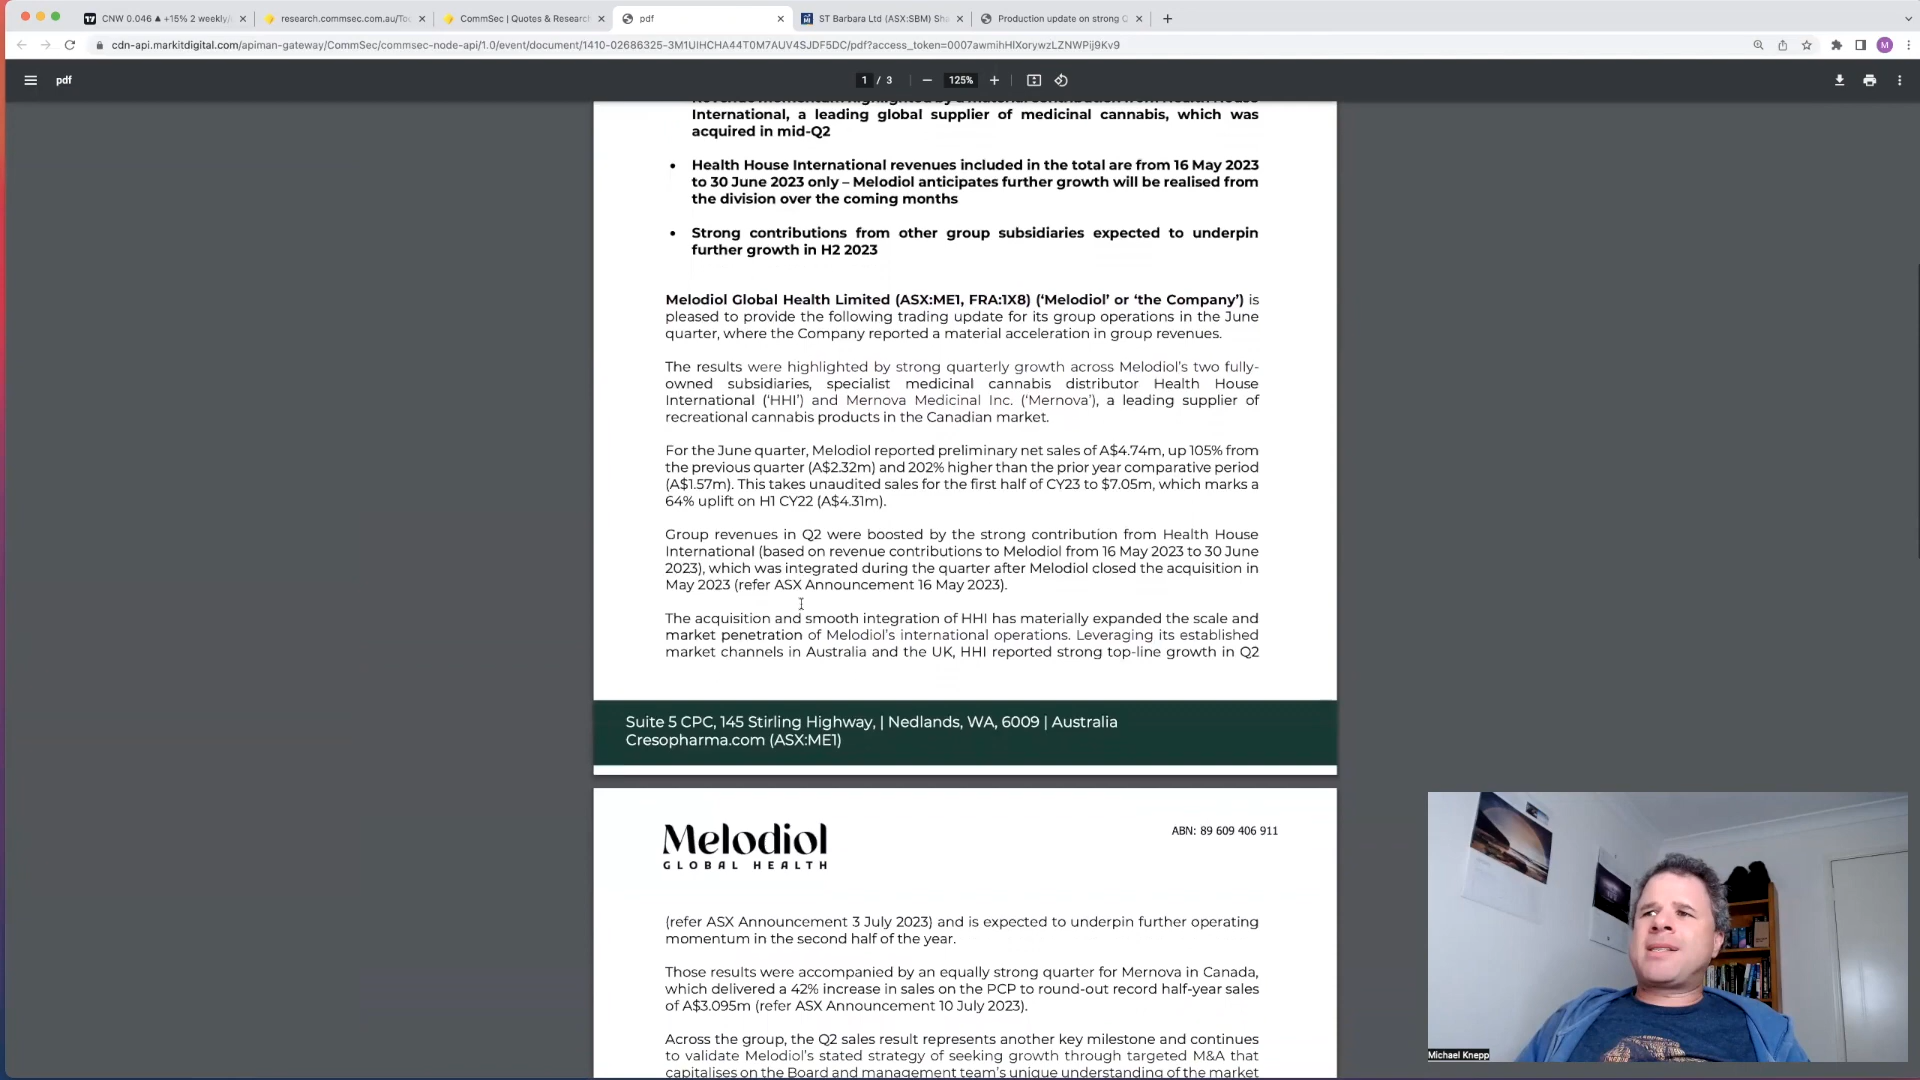 CNW 0.046 ▲ +15% 2 weekly/
research.commsec.com.au/To
CommSec | Quotes & Research
pdf
ST Barbara Ltd (ASX:SBM) Sh
Production update on strong Q
cdn-api.markitdigital.com/apiman-gateway/CommSec/commsec-node-api/1.0/event/document/1410-02686325-3M1UIHCHA44T0M7AUV4SJDF5DC/pdf?access_token=0007awmihHlXorywzLZNWPij9Kv9
M
pdf
1 / 3
125%
International, a leading global supplier of medicinal cannabis, which was
acquired in mid-Q2
• Health House International revenues included in the total are from 16 May 2023
to 30 June 2023 only – Melodiol anticipates further growth will be realised from
the division over the coming months
• Strong contributions from other group subsidiaries expected to underpin
further growth in H2 2023
Melodiol Global Health Limited (ASX:ME1, FRA:1X8) (‘Melodiol’ or ‘the Company’) is
pleased to provide the following trading update for its group operations in the June
quarter, where the Company reported a material acceleration in group revenues.
The results were highlighted by strong quarterly growth across Melodiol’s two fully-
owned subsidiaries, specialist medicinal cannabis distributor Health House
International (‘HHI’) and Mernova Medicinal Inc. (‘Mernova’), a leading supplier of
recreational cannabis products in the Canadian market.
For the June quarter, Melodiol reported preliminary net sales of A$4.74m, up 105% from
the previous quarter (A$2.32m) and 202% higher than the prior year comparative period
(A$1.57m). This takes unaudited sales for the first half of CY23 to $7.05m, which marks a
64% uplift on H1 CY22 (A$4.31m).
Group revenues in Q2 were boosted by the strong contribution from Health House
International (based on revenue contributions to Melodiol from 16 May 2023 to 30 June
2023), which was integrated during the quarter after Melodiol closed the acquisition in
May 2023 (refer ASX Announcement 16 May 2023).
The acquisition and smooth integration of HHI has materially expanded the scale and
market penetration of Melodiol’s international operations. Leveraging its established
market channels in Australia and the UK, HHI reported strong top-line growth in Q2
Suite 5 CPC, 145 Stirling Highway, | Nedlands, WA, 6009 | Australia
Cresopharma.com (ASX:ME1)
Melodiol
GLOBAL HEALTH
ABN: 89 609 406 911
(refer ASX Announcement 3 July 2023) and is expected to underpin further operating
momentum in the second half of the year.
Those results were accompanied by an equally strong quarter for Mernova in Canada,
which delivered a 42% increase in sales on the PCP to round-out record half-year sales
of A$3.095m (refer ASX Announcement 10 July 2023).
Across the group, the Q2 sales result represents another key milestone and continues
to validate Melodiol’s stated strategy of seeking growth through targeted M&A that
capitalises on the Board and management team’s unique understanding of the market
Michael Knepp